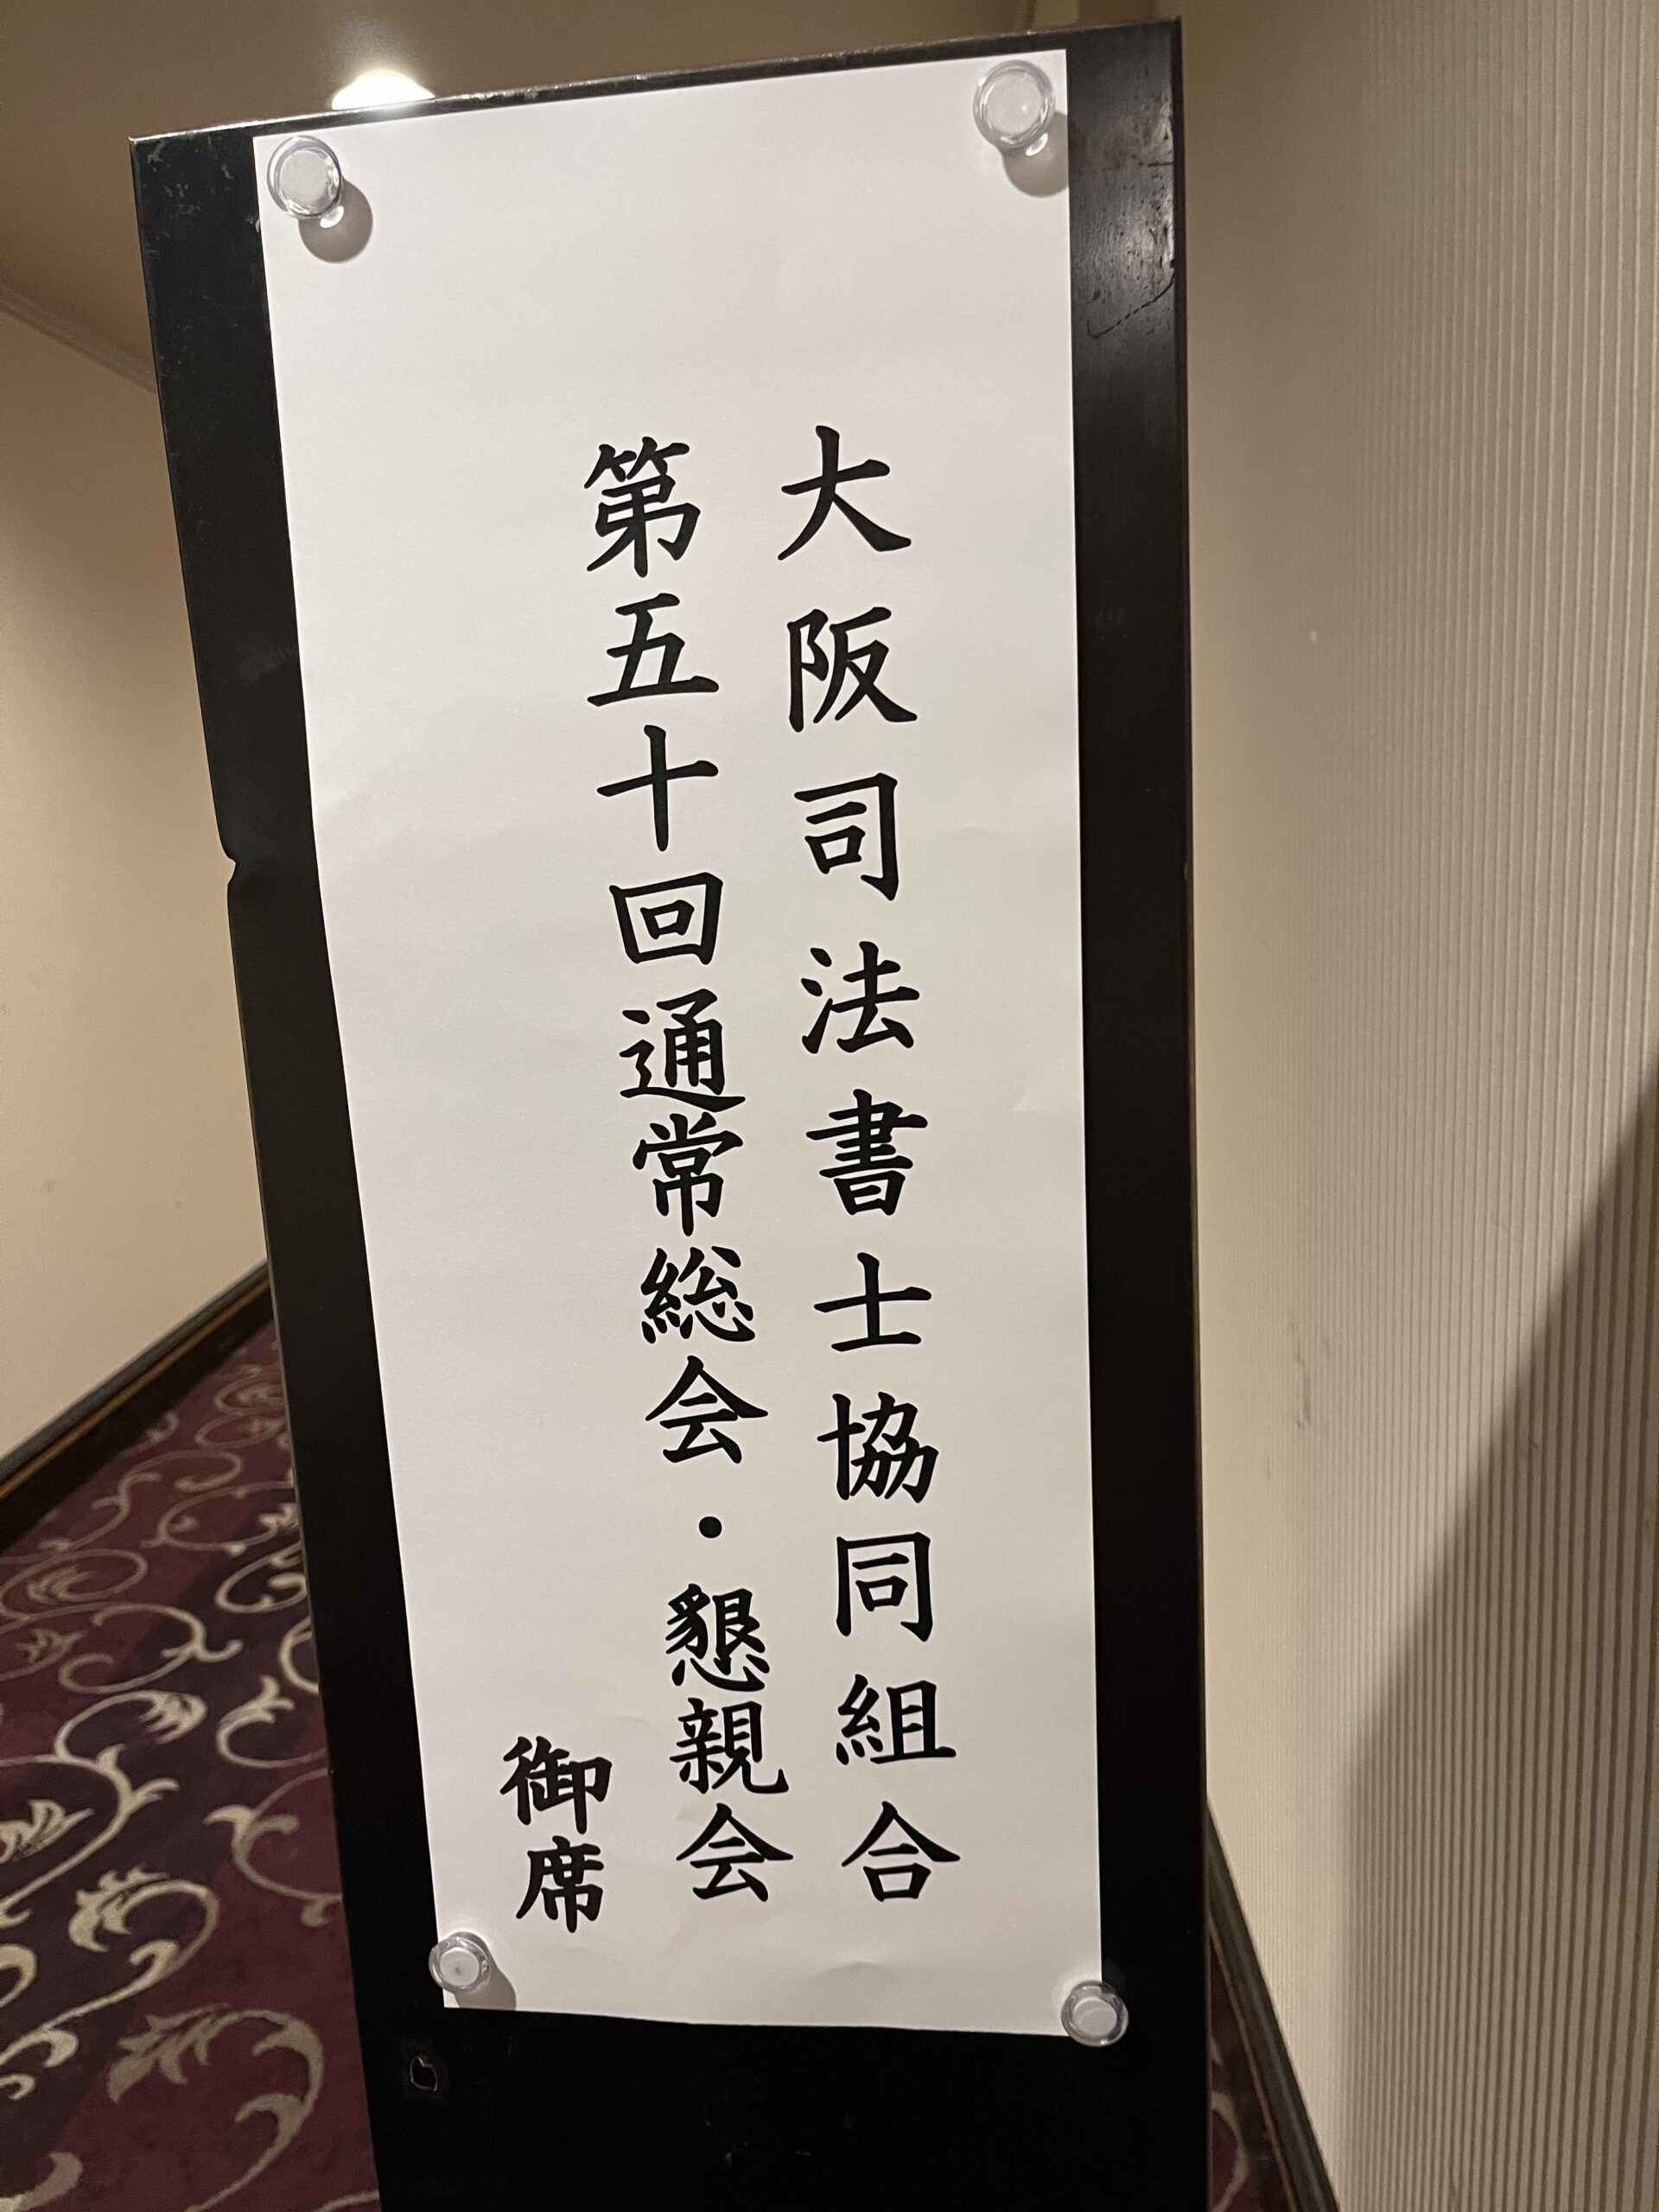 大阪司法書士協同組合
第五十回通常総会・懇親会
御席